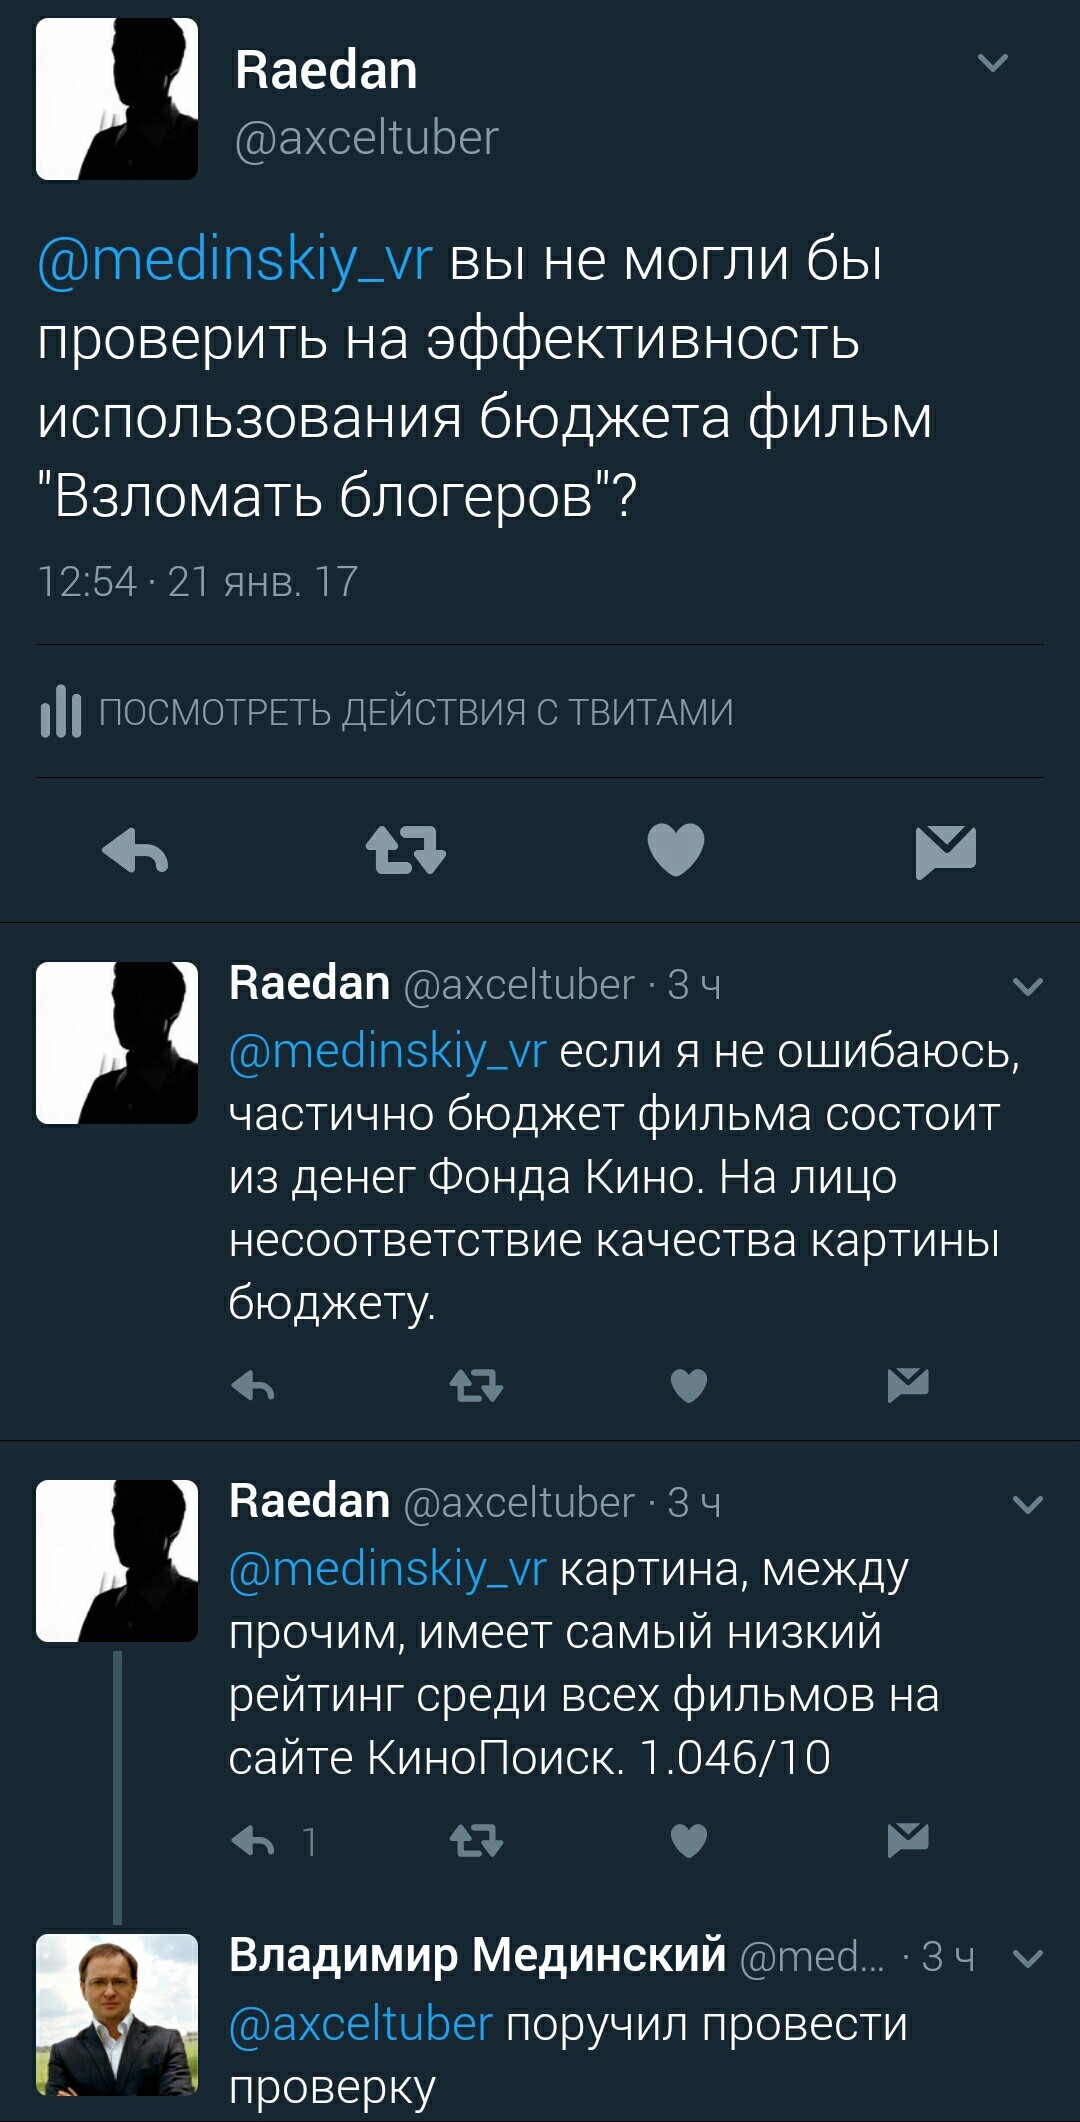 Raedan
@axceltuber
@medinskiy_vr вы не могли бы
проверить на эффективность
использования бюджета фильм
"Взломать блогеров"?
12:54 · 21 янв. 17
ПОСМОТРЕТЬ ДЕЙСТВИЯ С ТВИТАМИ
Raedan @axceltuber · 3 ч
@medinskiy_vr если я не ошибаюсь,
частично бюджет фильма состоит
из денег Фонда Кино. На лицо
несоответствие качества картины
бюджету.
Raedan @axceltuber · 3 ч
@medinskiy_vr картина, между
прочим, имеет самый низкий
рейтинг среди всех фильмов на
сайте КиноПоиск. 1.046/10
1
Владимир Мединский @med... · 3 ч
@axceltuber поручил провести
проверку